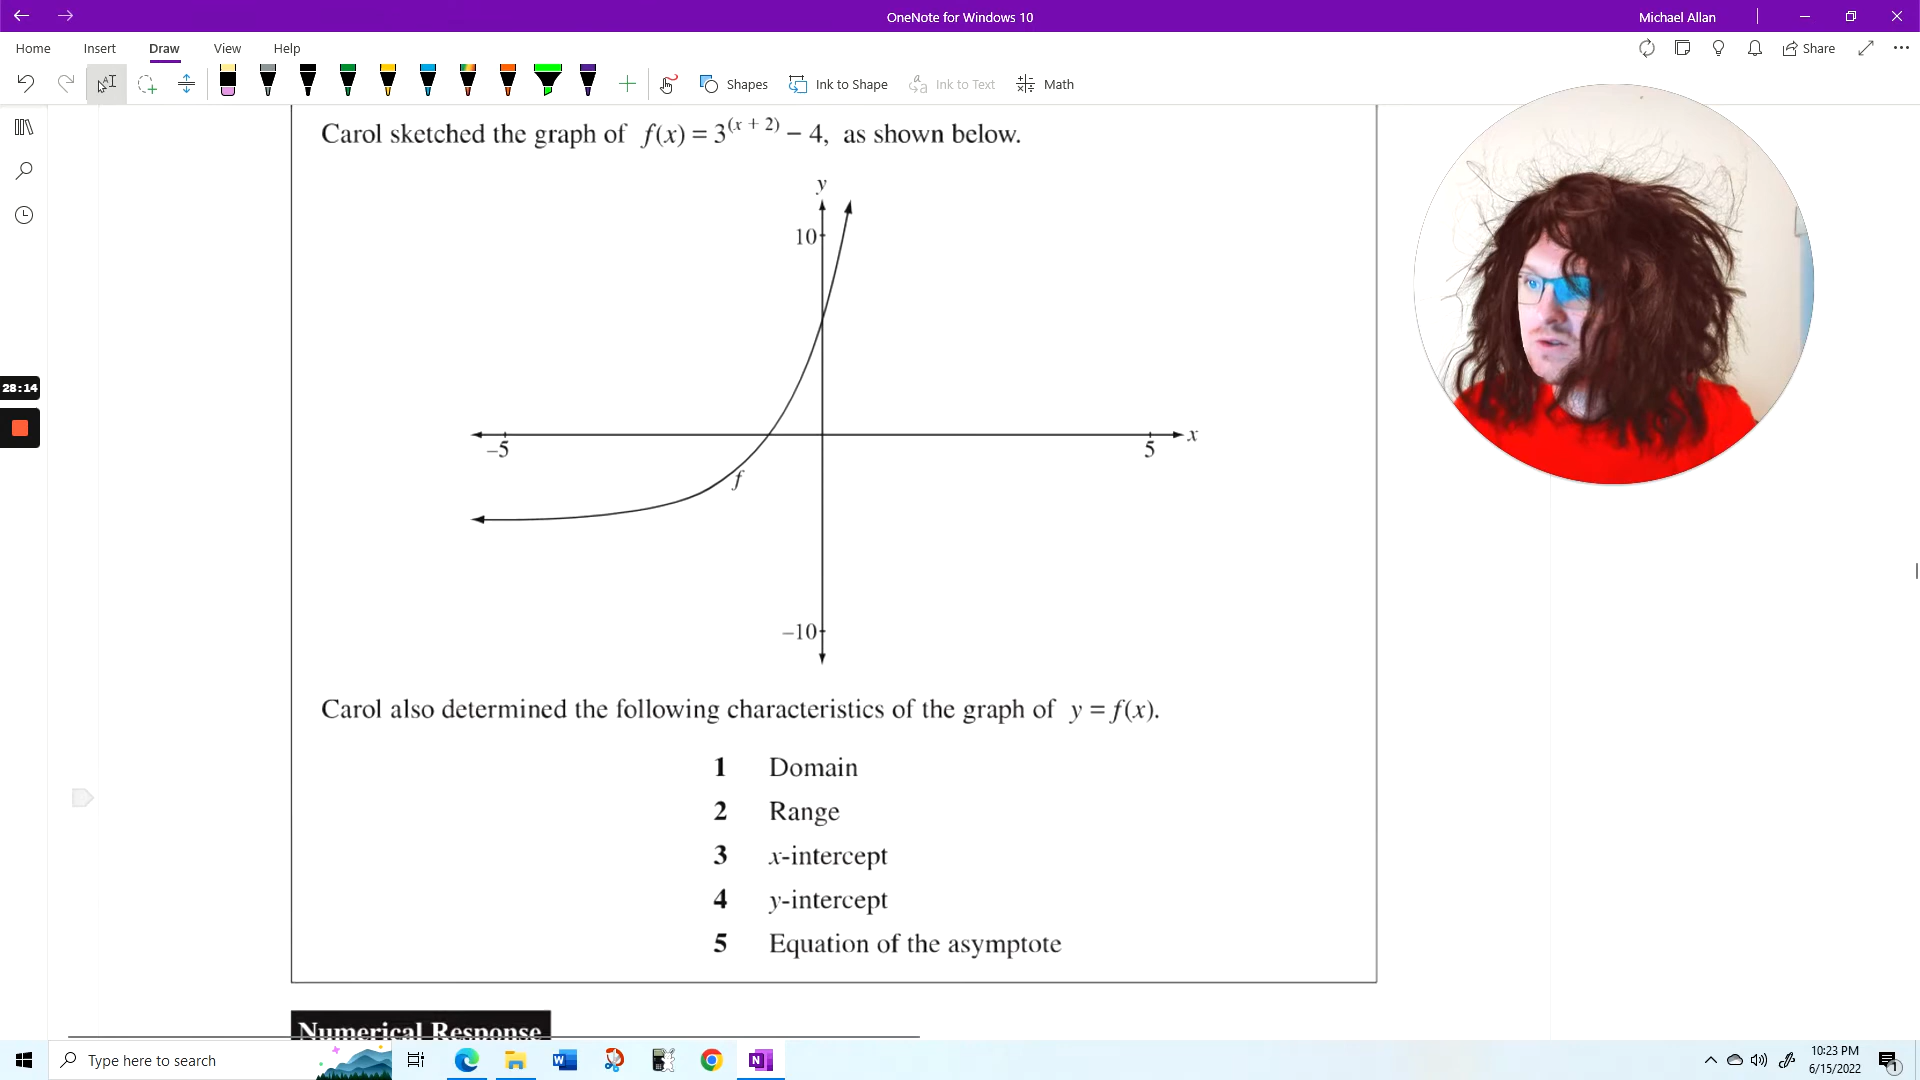 OneNote for Windows 10
Michael Allan
Home Insert Draw View Help
Share
Shapes Ink to Shape Ink to Text Math
Carol sketched the graph of f(x) = 3^(x + 2) – 4, as shown below.
y
10
–5
5
x
f
–10
28:14
Carol also determined the following characteristics of the graph of y = f(x).
1 Domain
2 Range
3 x-intercept
4 y-intercept
5 Equation of the asymptote
Numerical Response
Type here to search
10:23 PM
6/15/2022